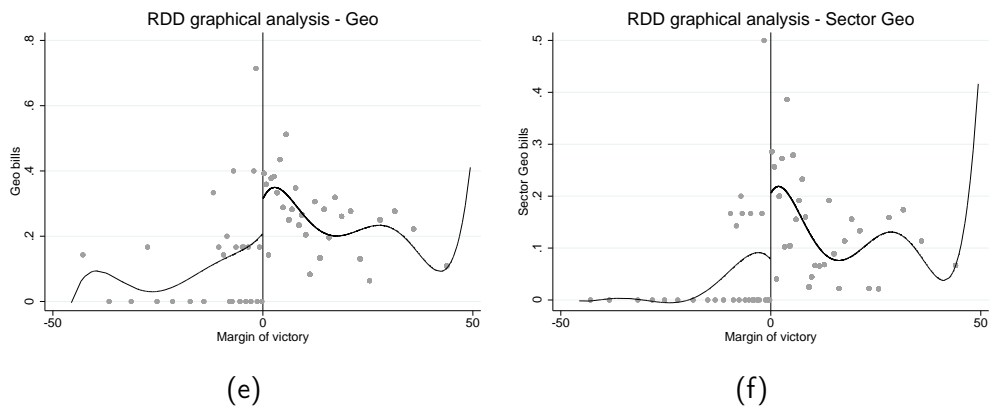 RDD graphical analysis - Geo
Geo bills
.8
.6
.4
.2
0
-50
0
50
Margin of victory
(e)
RDD graphical analysis - Sector Geo
Sector Geo bills
.5
.4
.3
.2
.1
0
-50
0
50
Margin of victory
(f)